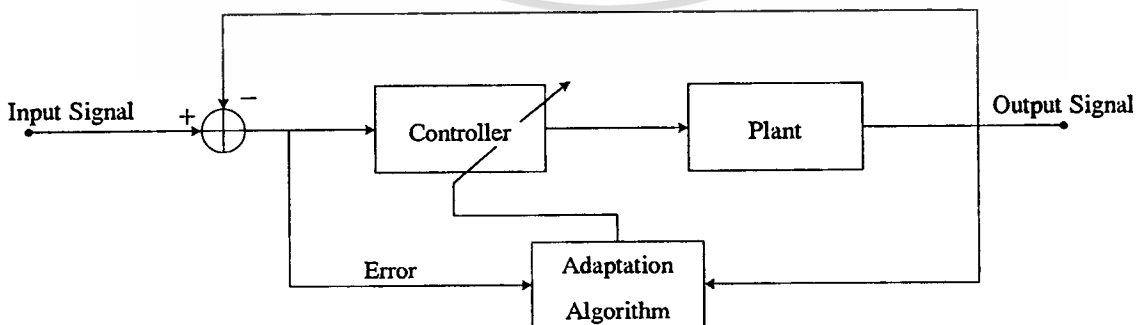 Input Signal
+
−
Controller
Plant
Output Signal
Error
Adaptation
Algorithm